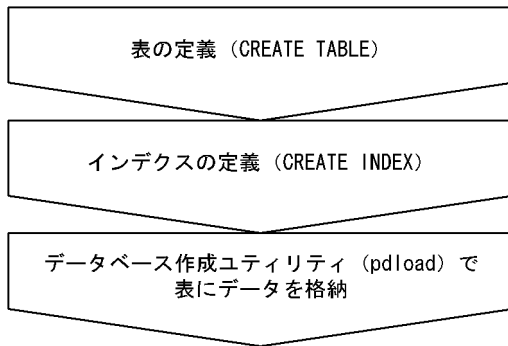 表の定義（CREATE TABLE）
インデクスの定義（CREATE INDEX）
データベース作成ユティリティ（pdload）で
表にデータを格納